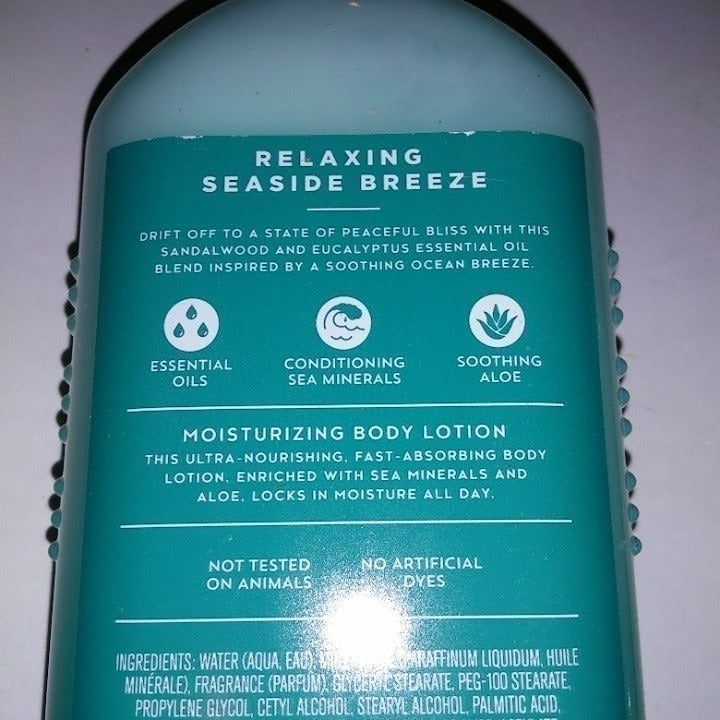 RELAXING
SEASIDE BREEZE
DRIFT OFF TO A STATE OF PEACEFUL BLISS WITH THIS
SANDALWOOD AND EUCALYPTUS ESSENTIAL OIL
BLEND INSPIRED BY A SOOTHING OCEAN BREEZE.
ESSENTIAL
OILS
CONDITIONING
SEA MINERALS
SOOTHING
ALOE
MOISTURIZING BODY LOTION
THIS ULTRA-NOURISHING, FAST-ABSORBING BODY
LOTION, ENRICHED WITH SEA MINERALS AND
ALOE, LOCKS IN MOISTURE ALL DAY.
NOT TESTED
ON ANIMALS
NO ARTIFICIAL
DYES
INGREDIENTS: WATER (AQUA, EAU), LIQUIDUM, HUILE
MINÉRALE), FRAGRANCE (PARFUM), GLYCERYL STEARATE, PEG-100 STEARATE,
PROPYLENE GLYCOL, CETYL ALCOHOL, STEARYL ALCOHOL, PALMITIC ACID,